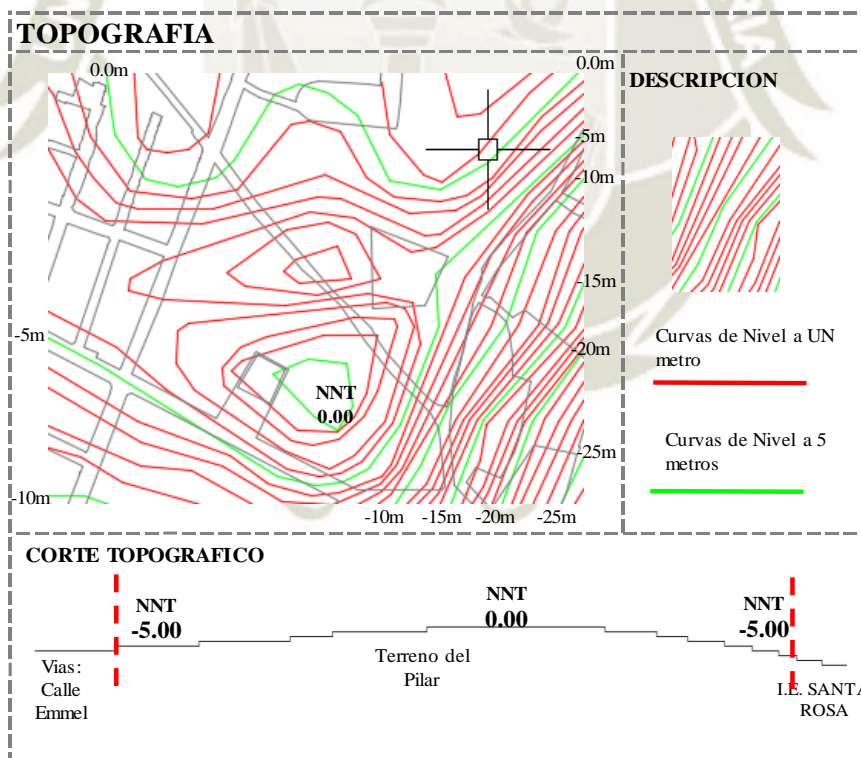 TOPOGRAFIA
0.0m
0.0m
DESCRIPCION
-5m
-10m
-15m
-5m
-20m
NNT
0.00
-25m
-10m
-10m
-15m
-20m
-25m
Curvas de Nivel a UN
metro
Curvas de Nivel a 5
metros
CORTE TOPOGRAFICO
NNT
-5.00
NNT
0.00
NNT
-5.00
Vias:
Calle
Emmel
Terreno del
Pilar
I.E. SANTA
ROSA